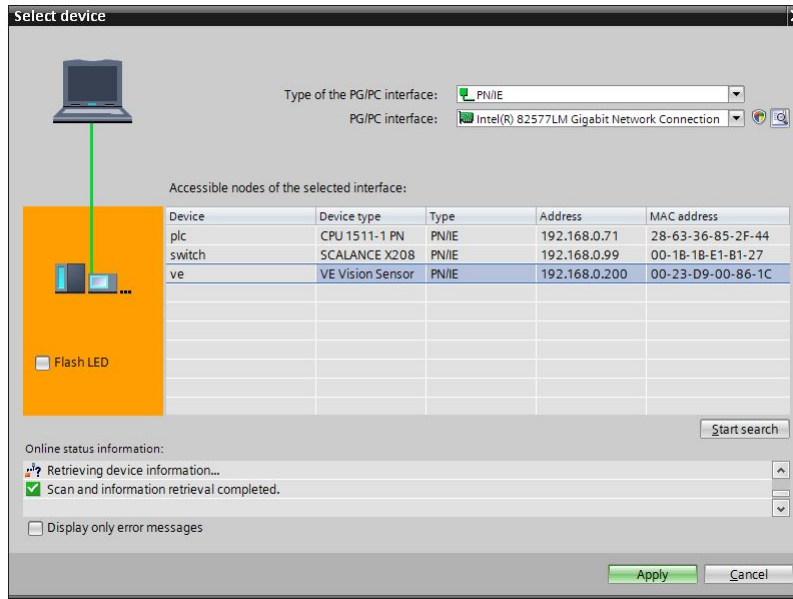 Select device
Type of the PG/PC interface: PN/IE
PG/PC interface: Intel(R) 82577LM Gigabit Network Connection
Accessible nodes of the selected interface:
Device Device type Type Address MAC address
plc CPU 1511-1 PN PN/IE 192.168.0.71 28-63-36-85-2F-44
switch SCALANCE X208 PN/IE 192.168.0.99 00-1B-1B-E1-B1-27
ve VE Vision Sensor PN/IE 192.168.0.200 00-23-D9-00-86-1C
Flash LED
Start search
Online status information:
Retrieving device information...
Scan and information retrieval completed.
Display only error messages
Apply Cancel